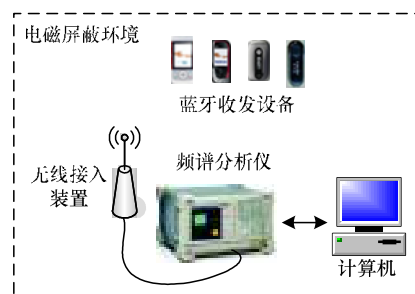 电磁屏蔽环境
蓝牙收发设备
无线接入
装置
频谱分析仪
计算机